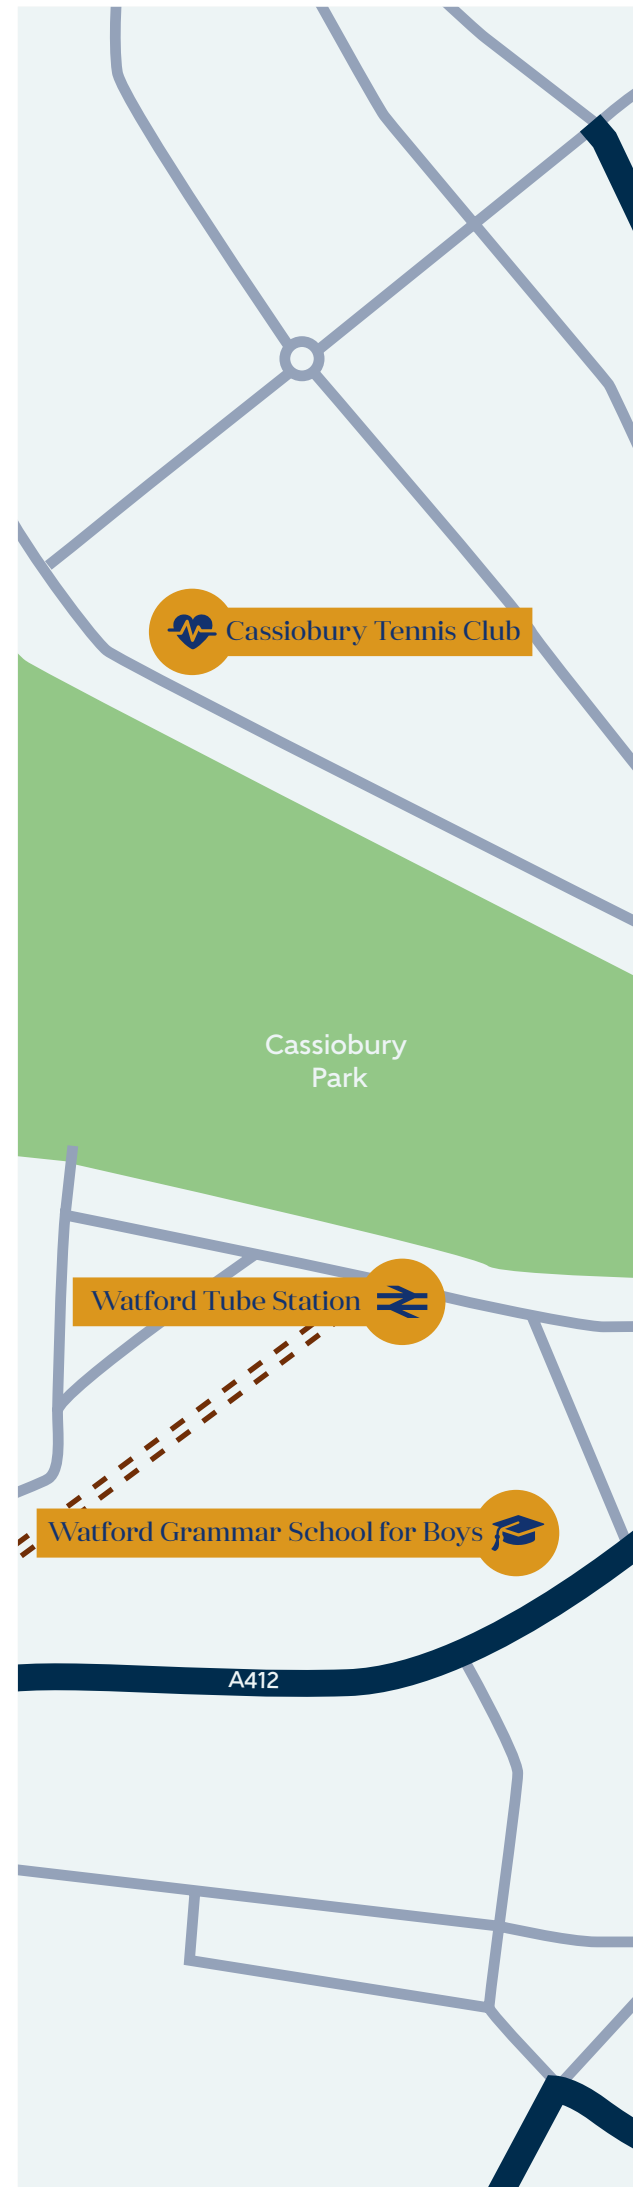 Cassiobury Tennis Club
Cassiobury
Park
Watford Tube Station
Watford Grammar School for Boys
A412